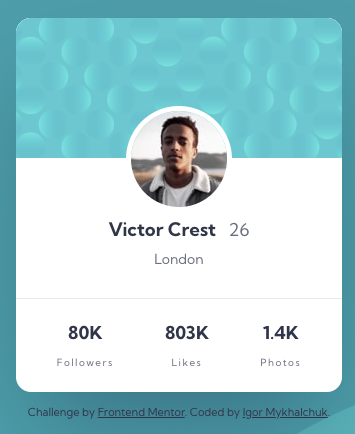 Victor Crest 26
London
80K 803K 1.4K
Followers Likes Photos
Challenge by Frontend Mentor. Coded by Igor Mykhalchuk.